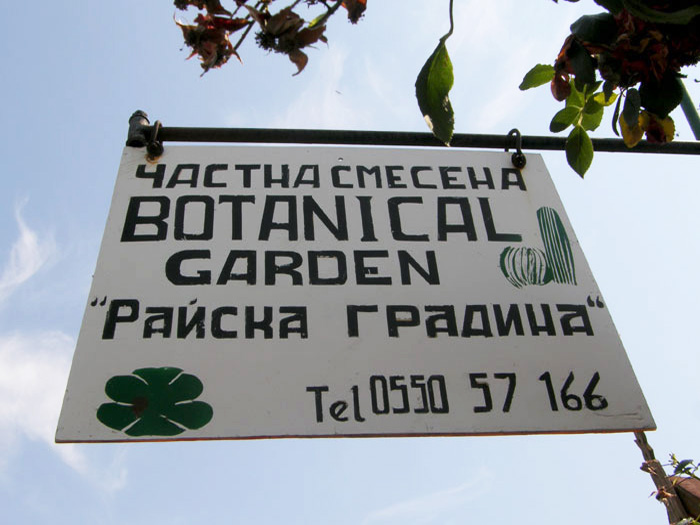 ЧАСТНА СМЕСЕНА
BOTANICAL
GARDEN
"РАЙСКА ГРАДИНА"
Tel 0550 57 166